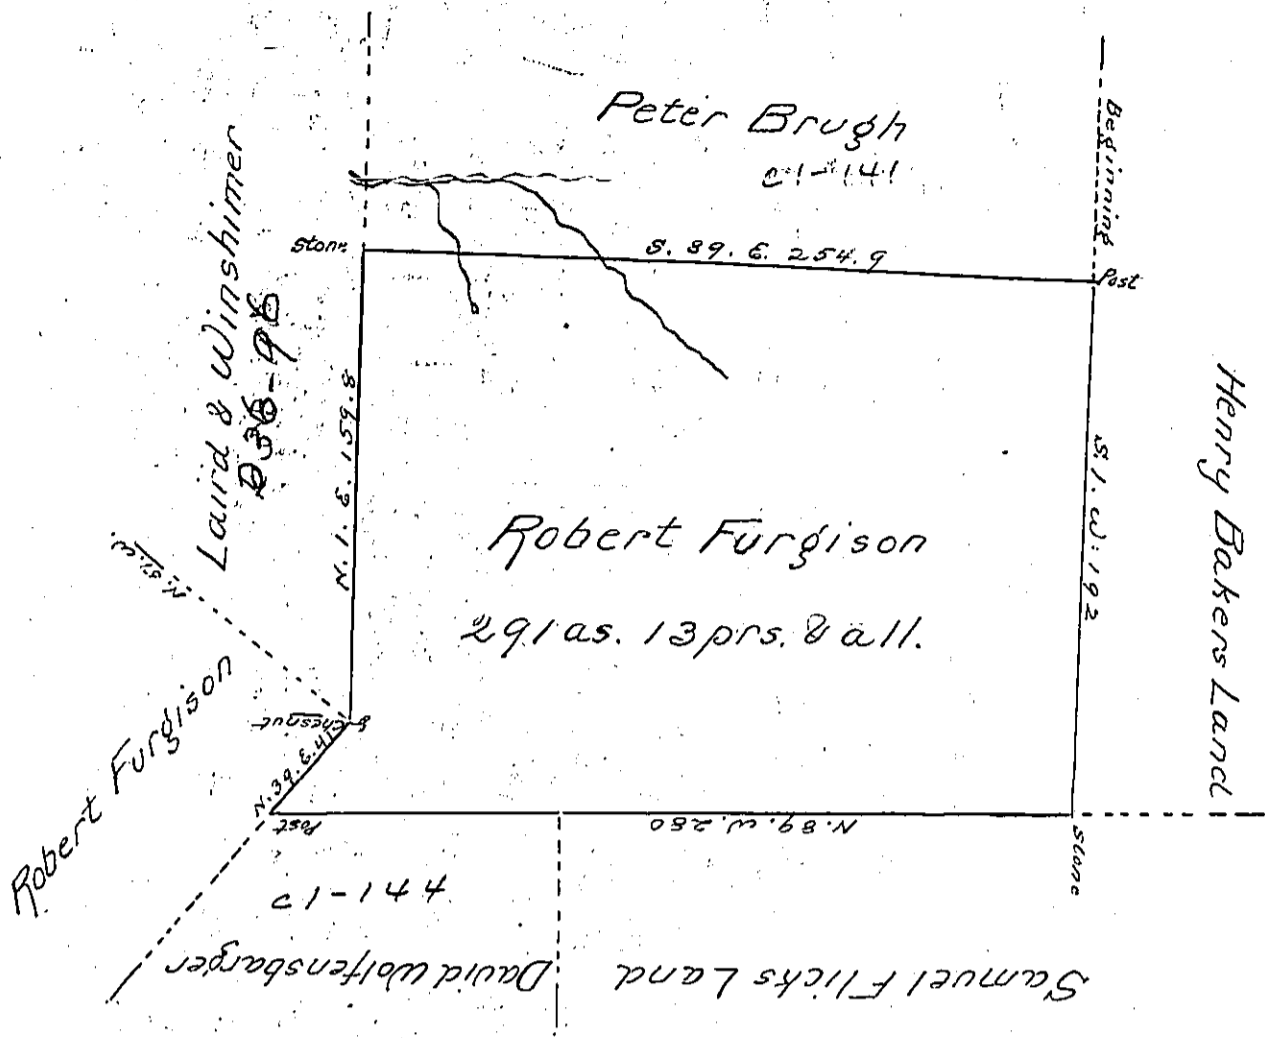 Peter Brugh
C1-141
Beginning
Stone
S. 89. E. 254.9
Post
Laird & Winshimer
D36-96
N. 1. E. 159.8
S. 1. W. 192
Henry Bakers Land
Robert Furgison
291 as. 13 prs. & all.
N. 51. W.
Chesnut
Robert Furgison
N. 39. E. 41
Post
N. 89. W. 280
Stone
C1-144
David Wolfensbarger
Samuel Flicks Land